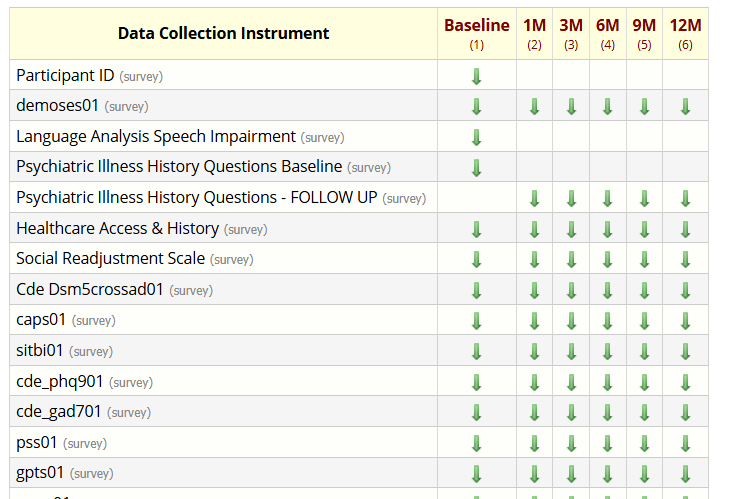 Data Collection Instrument Baseline (1) 1M (2) 3M (3) 6M (4) 9M (5) 12M (6)
Participant ID (survey)
demoses01 (survey)
Language Analysis Speech Impairment (survey)
Psychiatric Illness History Questions Baseline (survey)
Psychiatric Illness History Questions - FOLLOW UP (survey)
Healthcare Access & History (survey)
Social Readjustment Scale (survey)
Cde Dsm5crossad01 (survey)
caps01 (survey)
sitbi01 (survey)
cde_phq901 (survey)
cde_gad701 (survey)
pss01 (survey)
gpts01 (survey)